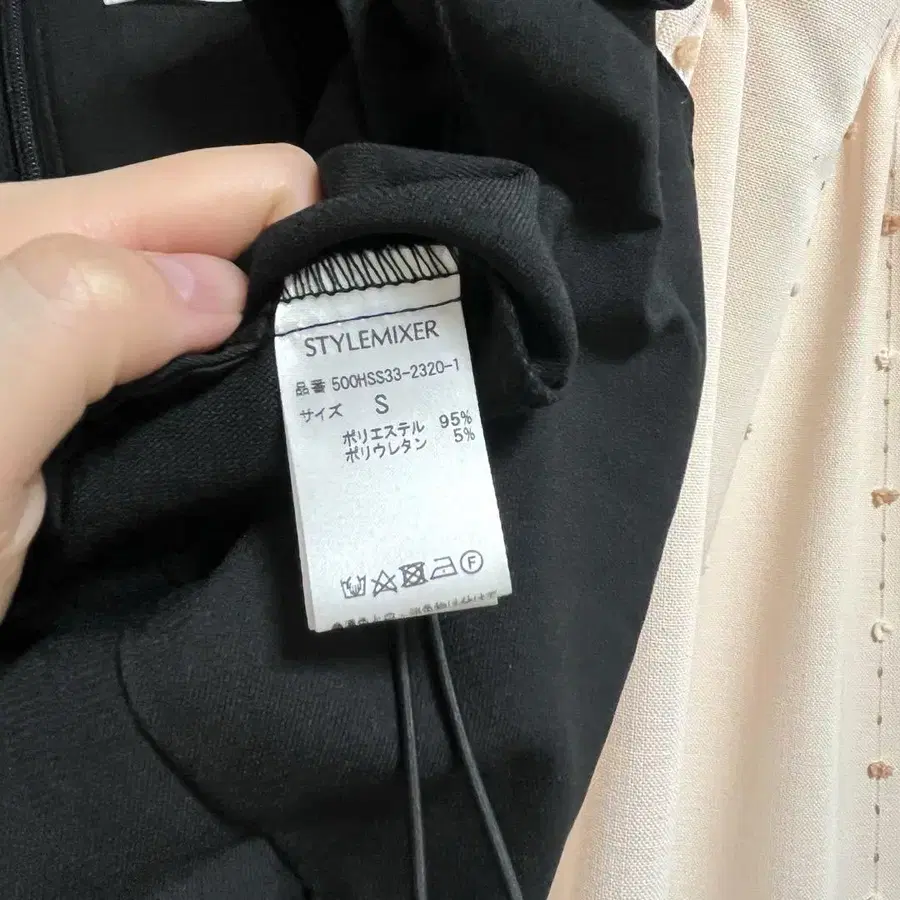 STYLEMIXER
品番 500HSS33-2320-1
サイズ S
ポリエステル 95%
ポリウレタン 5%
F